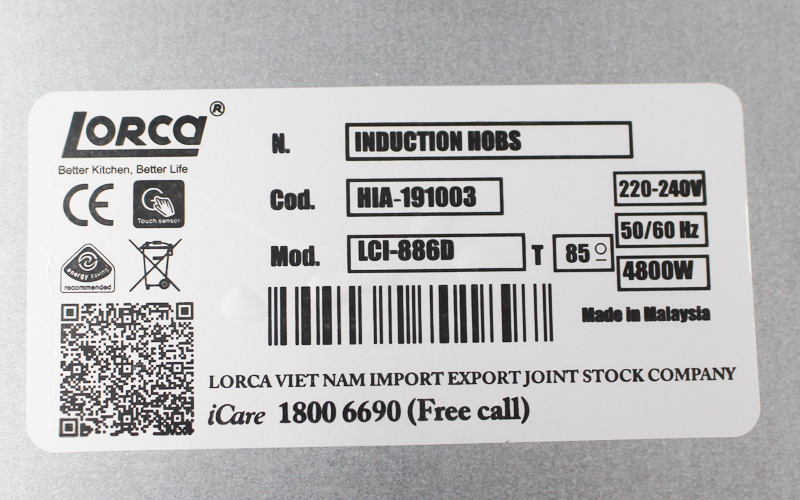 LORCA®
Better Kitchen, Better Life
CE
Touch sensor
energy saving
recommended
N. INDUCTION HOBS
Cod. HIA-191003 220-240V
50/60 Hz
Mod. LCI-886D T 85º 4800W
Made in Malaysia
LORCA VIET NAM IMPORT EXPORT JOINT STOCK COMPANY
iCare 1800 6690 (Free call)